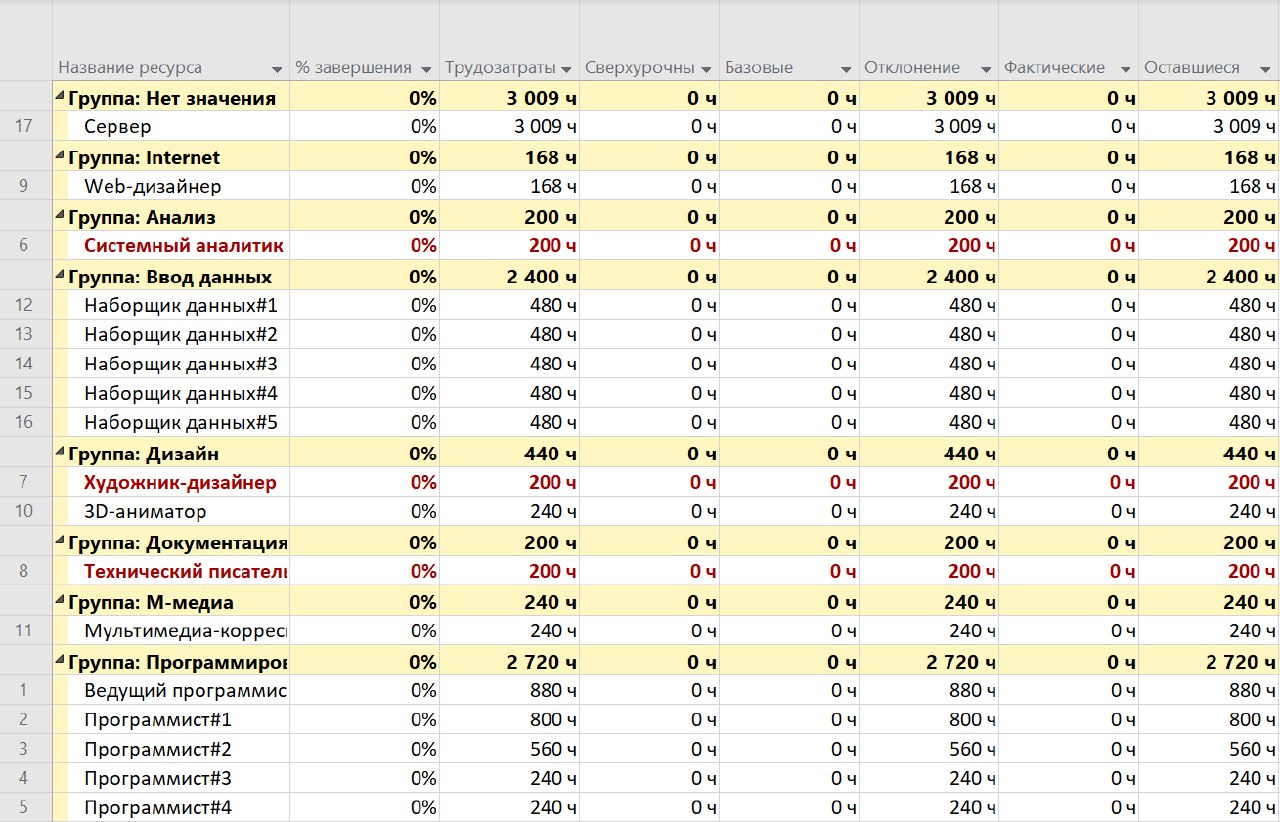 Название ресурса % завершения Трудозатраты Сверхурочны Базовые Отклонение Фактические Оставшиеся
Группа: Нет значения 0% 3 009 ч 0 ч 0 ч 3 009 ч 0 ч 3 009 ч
17 Сервер 0% 3 009 ч 0 ч 0 ч 3 009 ч 0 ч 3 009 ч
Группа: Internet 0% 168 ч 0 ч 0 ч 168 ч 0 ч 168 ч
9 Web-дизайнер 0% 168 ч 0 ч 0 ч 168 ч 0 ч 168 ч
Группа: Анализ 0% 200 ч 0 ч 0 ч 200 ч 0 ч 200 ч
6 Системный аналитик 0% 200 ч 0 ч 0 ч 200 ч 0 ч 200 ч
Группа: Ввод данных 0% 2 400 ч 0 ч 0 ч 2 400 ч 0 ч 2 400 ч
12 Наборщик данных#1 0% 480 ч 0 ч 0 ч 480 ч 0 ч 480 ч
13 Наборщик данных#2 0% 480 ч 0 ч 0 ч 480 ч 0 ч 480 ч
14 Наборщик данных#3 0% 480 ч 0 ч 0 ч 480 ч 0 ч 480 ч
15 Наборщик данных#4 0% 480 ч 0 ч 0 ч 480 ч 0 ч 480 ч
16 Наборщик данных#5 0% 480 ч 0 ч 0 ч 480 ч 0 ч 480 ч
Группа: Дизайн 0% 440 ч 0 ч 0 ч 440 ч 0 ч 440 ч
7 Художник-дизайнер 0% 200 ч 0 ч 0 ч 200 ч 0 ч 200 ч
10 3D-аниматор 0% 240 ч 0 ч 0 ч 240 ч 0 ч 240 ч
Группа: Документация 0% 200 ч 0 ч 0 ч 200 ч 0 ч 200 ч
8 Технический писатель 0% 200 ч 0 ч 0 ч 200 ч 0 ч 200 ч
Группа: М-медиа 0% 240 ч 0 ч 0 ч 240 ч 0 ч 240 ч
11 Мультимедиа-коррес 0% 240 ч 0 ч 0 ч 240 ч 0 ч 240 ч
Группа: Программиров 0% 2 720 ч 0 ч 0 ч 2 720 ч 0 ч 2 720 ч
1 Ведущий программис 0% 880 ч 0 ч 0 ч 880 ч 0 ч 880 ч
2 Программист#1 0% 800 ч 0 ч 0 ч 800 ч 0 ч 800 ч
3 Программист#2 0% 560 ч 0 ч 0 ч 560 ч 0 ч 560 ч
4 Программист#3 0% 240 ч 0 ч 0 ч 240 ч 0 ч 240 ч
5 Программист#4 0% 240 ч 0 ч 0 ч 240 ч 0 ч 240 ч